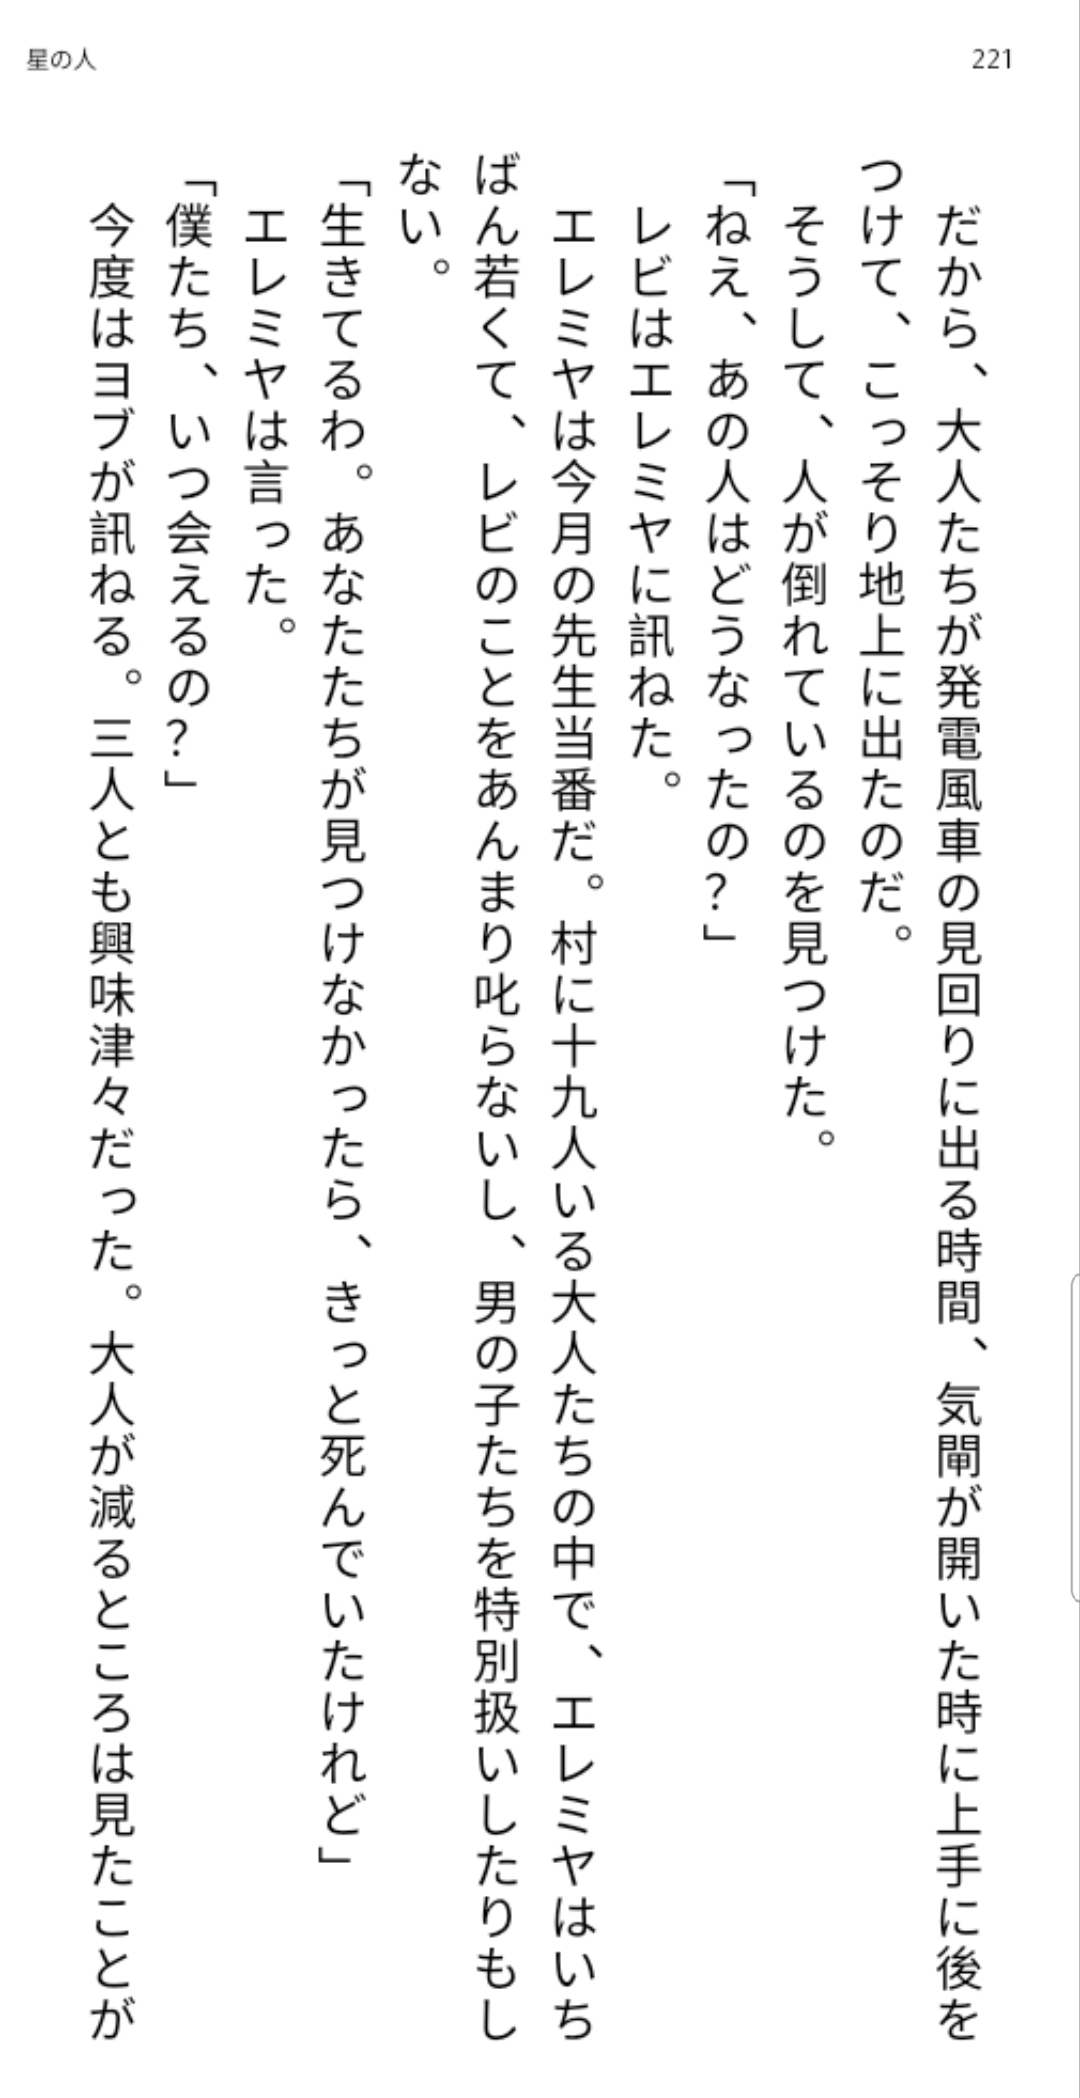 星の人
221
だから、大人たちが発電風車の見回りに出る時間、気閘が開いた時に上手に後を
つけて、こっそり地上に出たのだ。
そうして、人が倒れているのを見つけた。
「ねえ、あの人はどうなったの？」
レビはエレミヤに訊ねた。
エレミヤは今月の先生当番だ。村に十九人いる大人たちの中で、エレミヤはいち
ばん若くて、レビのことをあんまり叱らないし、男の子たちを特別扱いしたりもし
ない。
「生きてるわ。あなたたちが見つけなかったら、きっと死んでいたけれど」
エレミヤは言った。
「僕たち、いつ会えるの？」
今度はヨブが訊ねる。三人とも興味津々だった。大人が減るところは見たことが